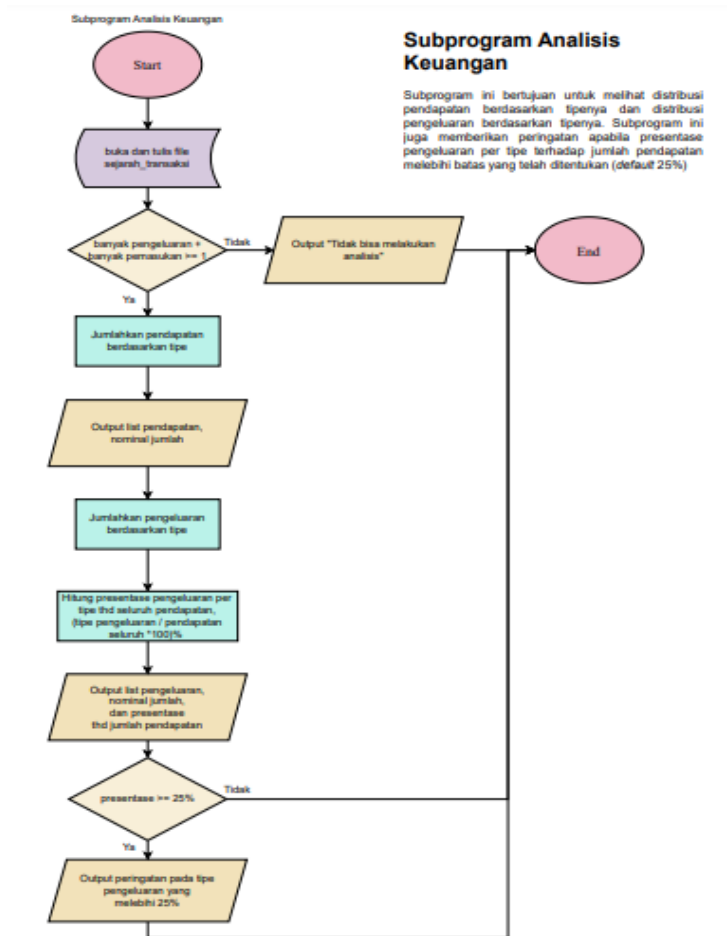 Subprogram Analisis Keuangan
Subprogram Analisis
Keuangan
Subprogram ini bertujuan untuk melihat distribusi
pendapatan berdasarkan tipenya dan distribusi
pengeluaran berdasarkan tipenya. Subprogram ini
juga memberikan peringatan apabila presentase
pengeluaran per tipe terhadap jumlah pendapatan
melebihi batas yang telah ditentukan (default 25%)
Start
buka dan tulis file
sejarah_transaksi
banyak pengeluaran +
banyak pemasukan >= 1
Tidak
Output "Tidak bisa melakukan
analisis"
End
Ya
Jumlahkan pendapatan
berdasarkan tipe
Output list pendapatan,
nominal jumlah
Jumlahkan pengeluaran
berdasarkan tipe
Hitung presentase pengeluaran per
tipe thd seluruh pendapatan,
(tipe pengeluaran / pendapatan
seluruh *100)%
Output list pengeluaran,
nominal jumlah,
dan presentase
thd jumlah pendapatan
presentase >= 25%
Tidak
Ya
Output peringatan pada tipe
pengeluaran yang
melebihi 25%